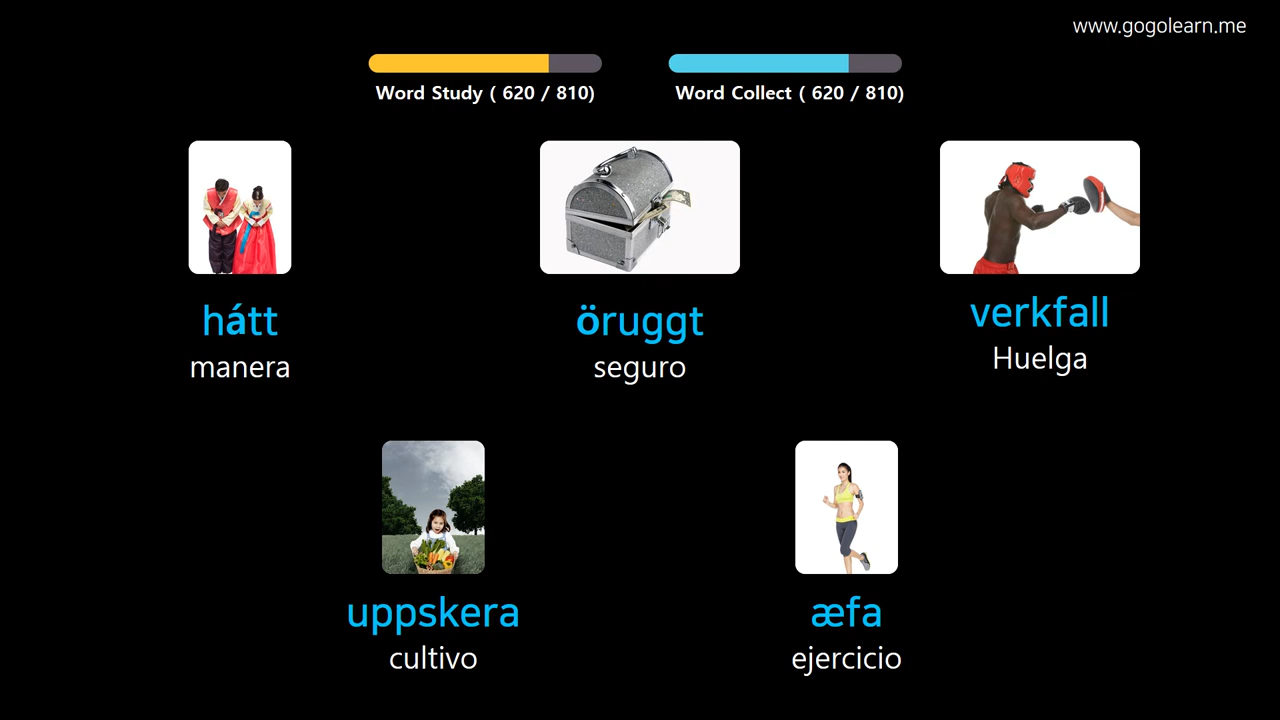 www.gogolearn.me
Word Study ( 620 / 810)
Word Collect ( 620 / 810)
hátt
manera
öruggt
seguro
verkfall
Huelga
uppskera
cultivo
æfa
ejercicio